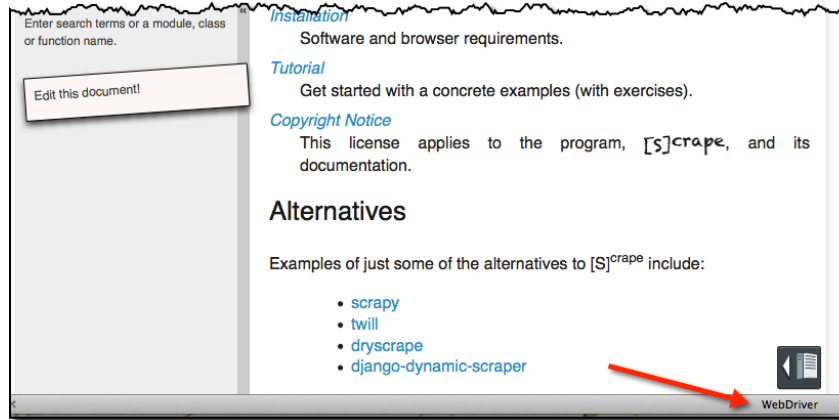 Enter search terms or a module, class
or function name.
Edit this document!
Installation
Software and browser requirements.
Tutorial
Get started with a concrete examples (with exercises).
Copyright Notice
This license applies to the program, [s]crape, and its
documentation.
Alternatives
Examples of just some of the alternatives to [S]crape include:
• scrapy
• twill
• dryscrape
• django-dynamic-scraper
WebDriver